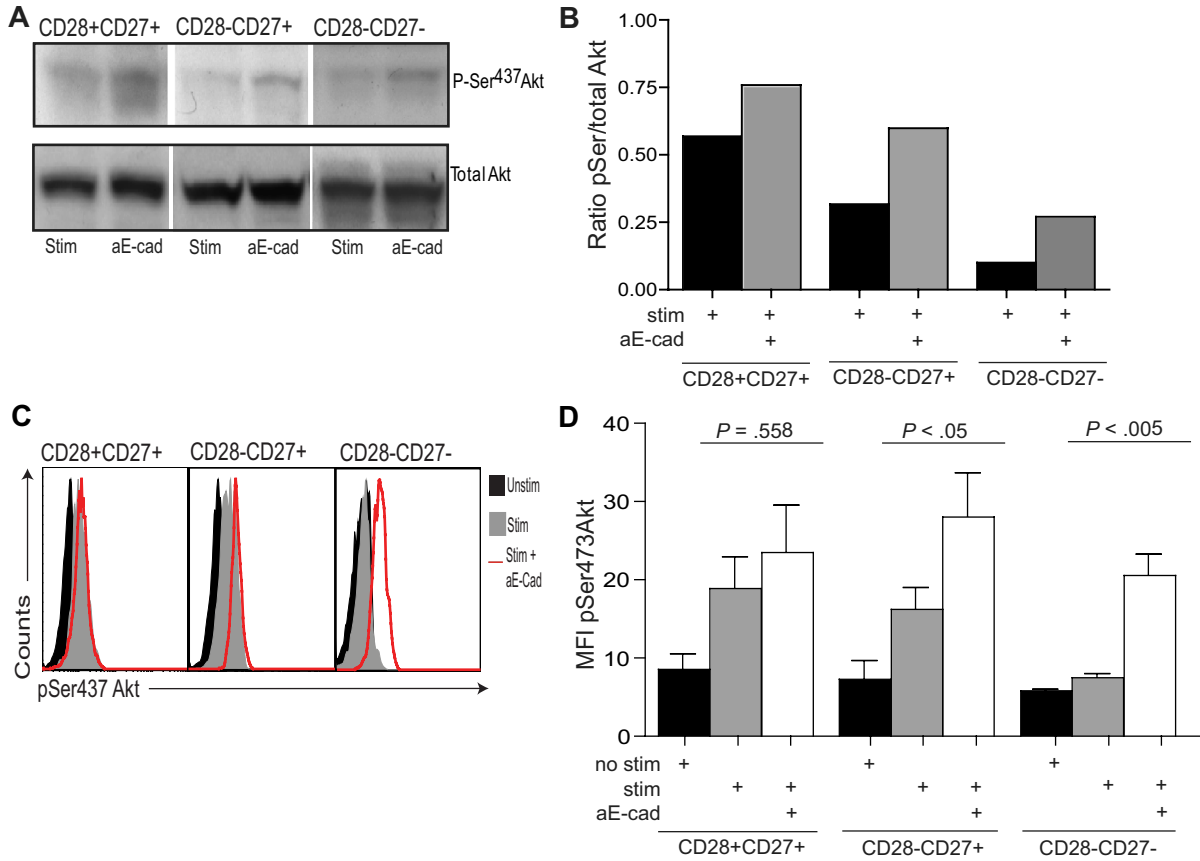 A
CD28+CD27+ CD28-CD27+ CD28-CD27-
P-Ser437Akt
Total Akt
Stim aE-cad Stim aE-cad Stim aE-cad
B
Ratio pSer/total Akt
1.00
0.75
0.50
0.25
0.00
stim + + + + + +
aE-cad + + +
CD28+CD27+ CD28-CD27+ CD28-CD27-
C
CD28+CD27+ CD28-CD27+ CD28-CD27-
Counts
Unstim
Stim
Stim +
aE-Cad
pSer437 Akt
D
MFI pSer473Akt
40
30
20
10
0
P = .558 P < .05 P < .005
no stim + + +
stim + + + + + +
aE-cad + + +
CD28+CD27+ CD28-CD27+ CD28-CD27-